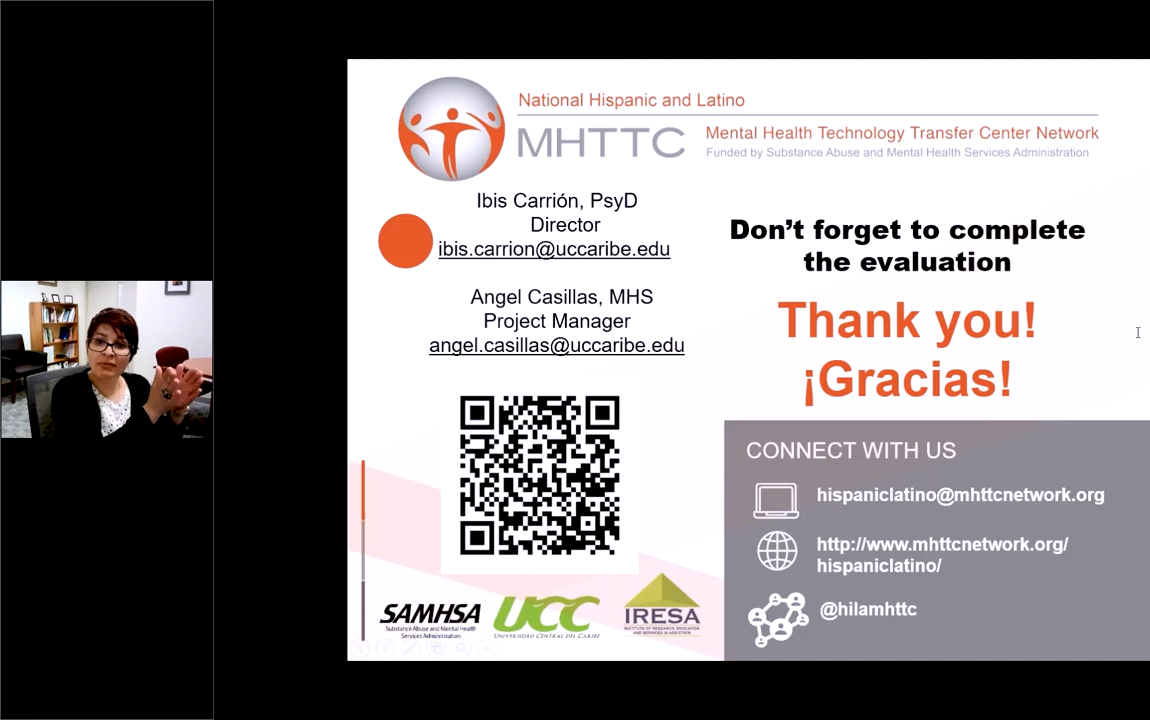 National Hispanic and Latino
MHTTC
Mental Health Technology Transfer Center Network
Funded by Substance Abuse and Mental Health Services Administration
Ibis Carrión, PsyD
Director
ibis.carrion@uccaribe.edu
Angel Casillas, MHS
Project Manager
angel.casillas@uccaribe.edu
Don't forget to complete
the evaluation
Thank you!
¡Gracias!
CONNECT WITH US
hispaniclatino@mhttcnetwork.org
http://www.mhttcnetwork.org/
hispaniclatino/
@hilamhttc
SAMHSA
Substance Abuse and Mental Health
Services Administration
UCC
UNIVERSIDAD CENTRAL DEL CARIBE
IRESA
INSTITUTE OF RESEARCH, EDUCATION
AND SERVICES IN ADDICTION